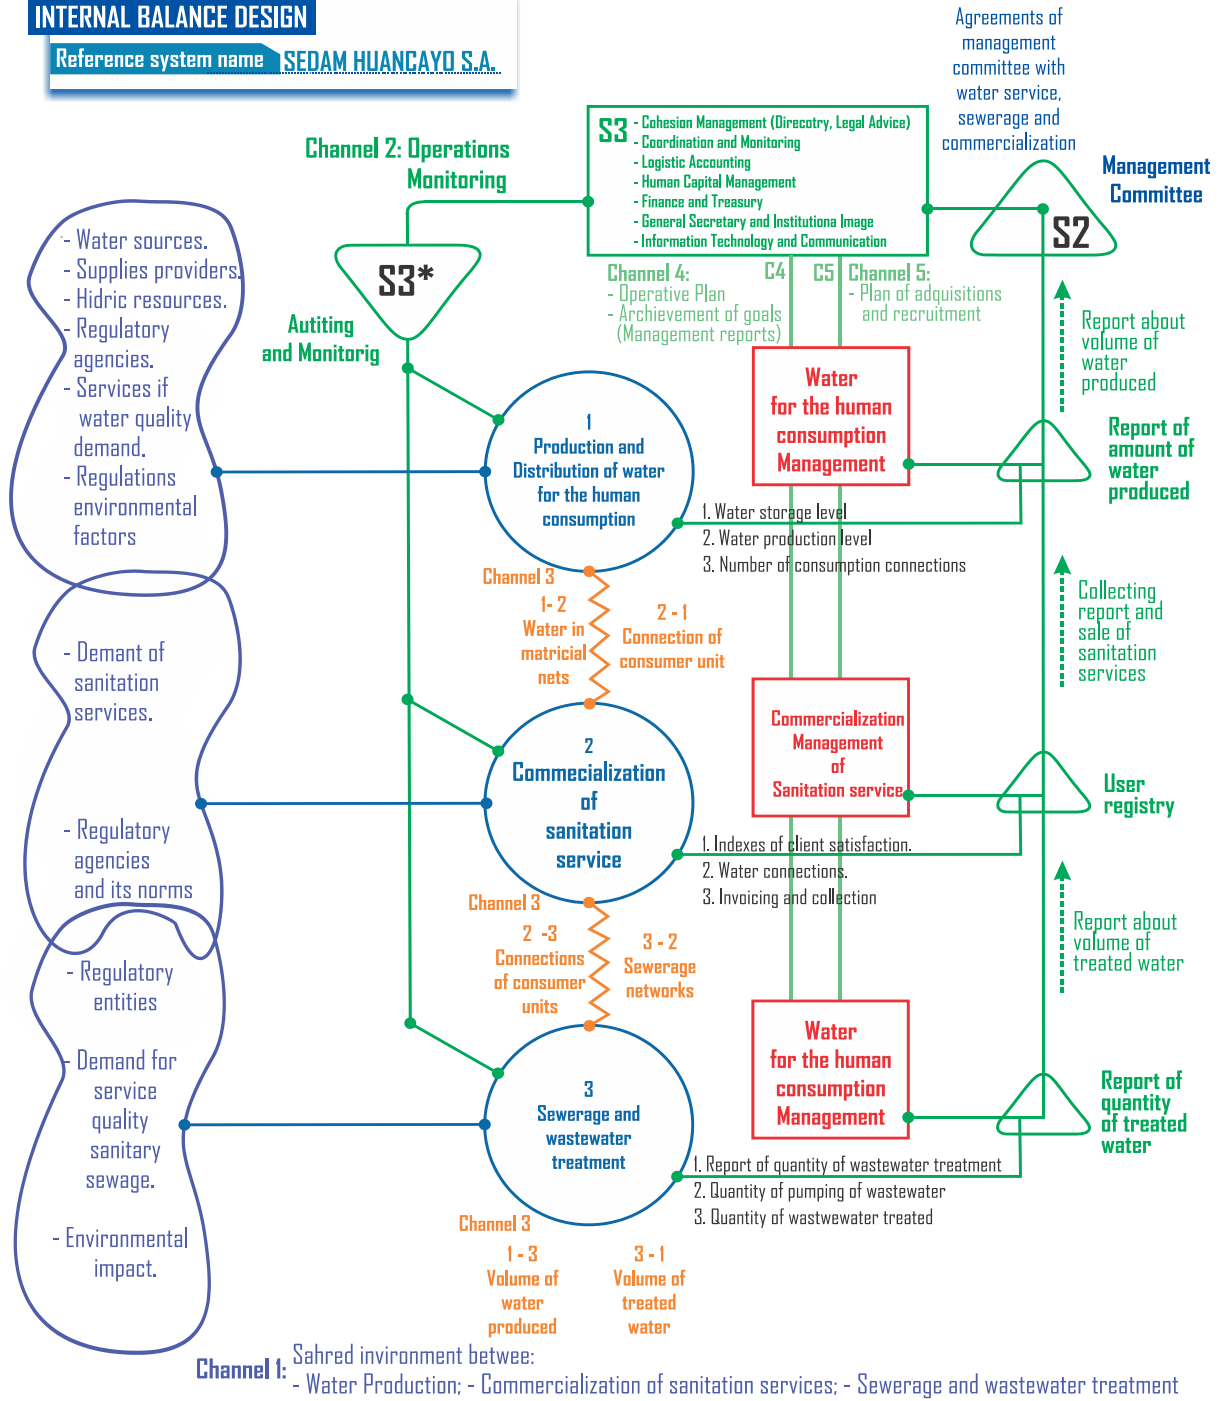 INTERNAL BALANCE DESIGN
Reference system name
SEDAM HUANCAYO S.A.
Agreements of
management
committee with
water service,
sewerage and
commercialization
Management
Committee
S2
S3
- Cohesion Management (Direcotry, Legal Advice)
- Coordination and Monitoring
- Logistic Accounting
- Human Capital Management
- Finance and Treasury
- General Secretary and Instituтiona Image
- Information Technology and Communication
Channel 2: Operations
Monitoring
S3*
Autiting
and Monitorig
Channel 4:
- Operative Plan
- Archievement of goals
(Management reports)
C4
C5
Channel 5:
- Plan of adquisitions
and recruitment
- Water sources.
- Supplies providers.
- Hidric resources.
- Regulatory
agencies.
- Services if
water quality
demand.
- Regulations
environmental
factors
1
Production and
Distribution of water
for the human
consumption
Water
for the human
consumption
Management
Report about
volume of
water
produced
Report of
amount of
water
produced
1. Water storage level
2. Water production level
3. Number of consumption connections
Channel 3
1- 2
Water in
matricial
nets
2 - 1
Connection of
consumer unit
Collecting
report and
sale of
sanitation
services
- Demant of
sanitation
services.
- Regulatory
agencies
and its norms
2
Commecialization
of
sanitation
service
Commercialization
Management
of
Sanitation service
User
registry
1. Indexes of client satisfaction.
2. Water connections.
3. Invoicing and collection
Channel 3
2 -3
Connections
of consumer
units
3 - 2
Sewerage
networks
Report about
volume of
treated water
- Regulatory
entities
- Demand for
service
quality
sanitary
sewage.
- Environmental
impact.
3
Sewerage and
wastewater
treatment
Water
for the human
consumption
Management
Report of
quantity
of treated
water
1. Report of quantity of wastewater treatment
2. Quantity of pumping of wastewater
3. Quantity of wastwewater treated
Channel 3
1 - 3
Volume of
water
produced
3 - 1
Volume of
treated
water
Channel 1:
Sahred invironment betwee:
- Water Production; - Commercialization of sanitation services; - Sewerage and wastewater treatment